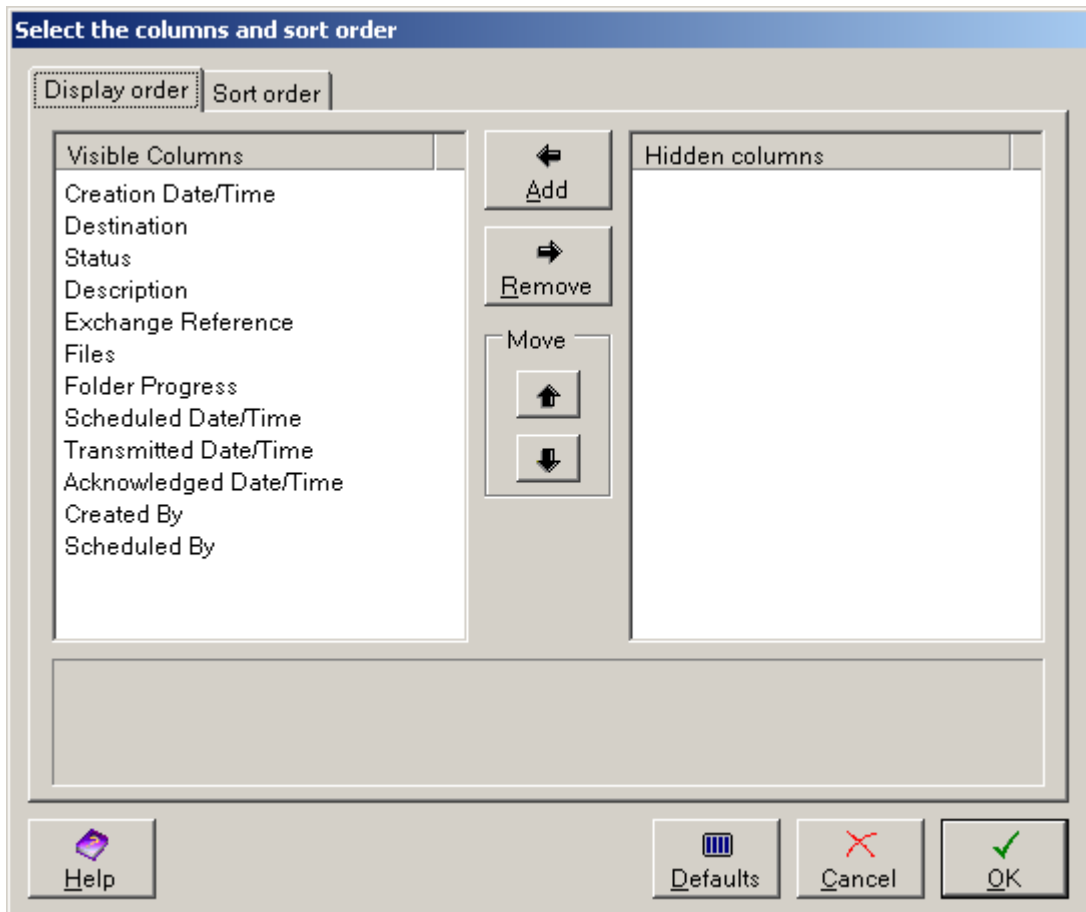 Select the columns and sort order
Display order
Sort order
Visible Columns
Creation Date/Time
Destination
Status
Description
Exchange Reference
Files
Folder Progress
Scheduled Date/Time
Transmitted Date/Time
Acknowledged Date/Time
Created By
Scheduled By
Add
Remove
Move
Hidden columns
Help
Defaults
Cancel
OK